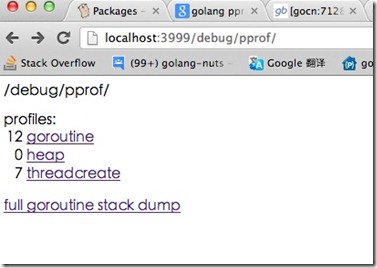 Packages -
golang ppr
[gocn:7128
localhost:3999/debug/pprof/
Stack Overflow
(99+) golang-nuts -
Google 翻译
go
/debug/pprof/
profiles:
12 goroutine
0 heap
7 threadcreate
full goroutine stack dump